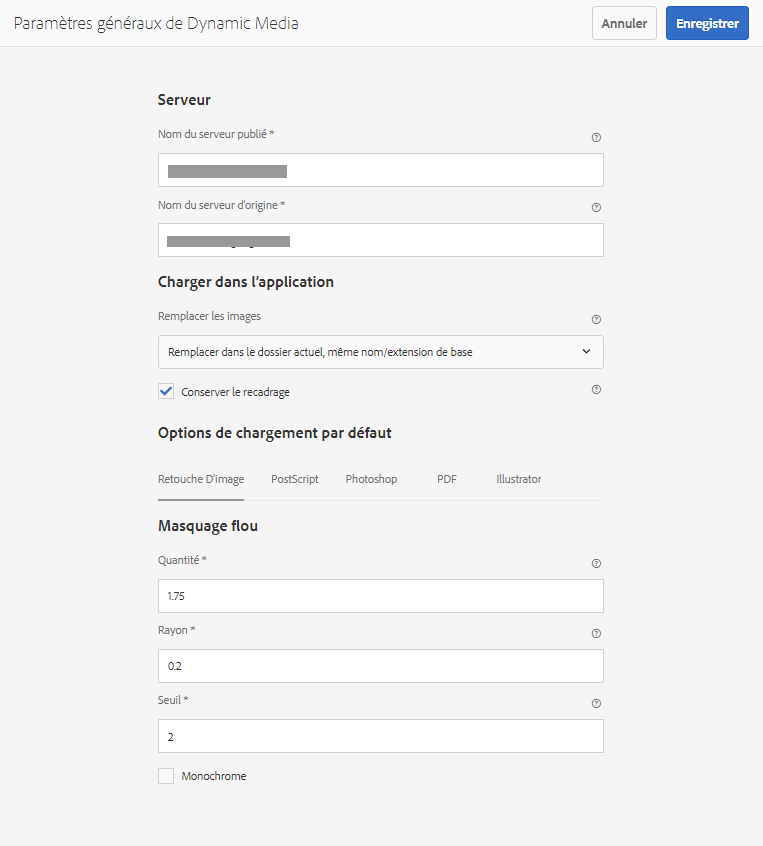 Paramètres généraux de Dynamic Media
Annuler
Enregistrer
Serveur
Nom du serveur publié *
Nom du serveur d'origine *
Charger dans l’application
Remplacer les images
Remplacer dans le dossier actuel, même nom/extension de base
Conserver le recadrage
Options de chargement par défaut
Retouche D'image PostScript Photoshop PDF Illustrator
Masquage flou
Quantité *
1.75
Rayon *
0.2
Seuil *
2
Monochrome